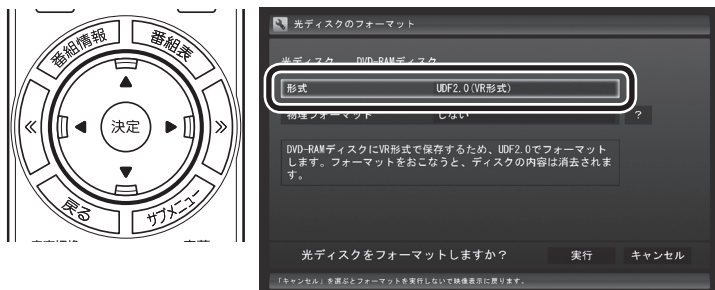 番組情報
番組表
決定
戻る
サブメニュー
光ディスクのフォーマット
光ディスク DVD-RAMディスク
形式 UDF2.0(VR形式)
物理フォーマット しない ?
DVD-RAMディスクにVR形式で保存するため、UDF2.0でフォーマット
します。フォーマットをおこなうと、ディスクの内容は消去されま
す。
光ディスクをフォーマットしますか? 実行 キャンセル
「キャンセル」を選ぶとフォーマットを実行しないで映像表示に戻ります。